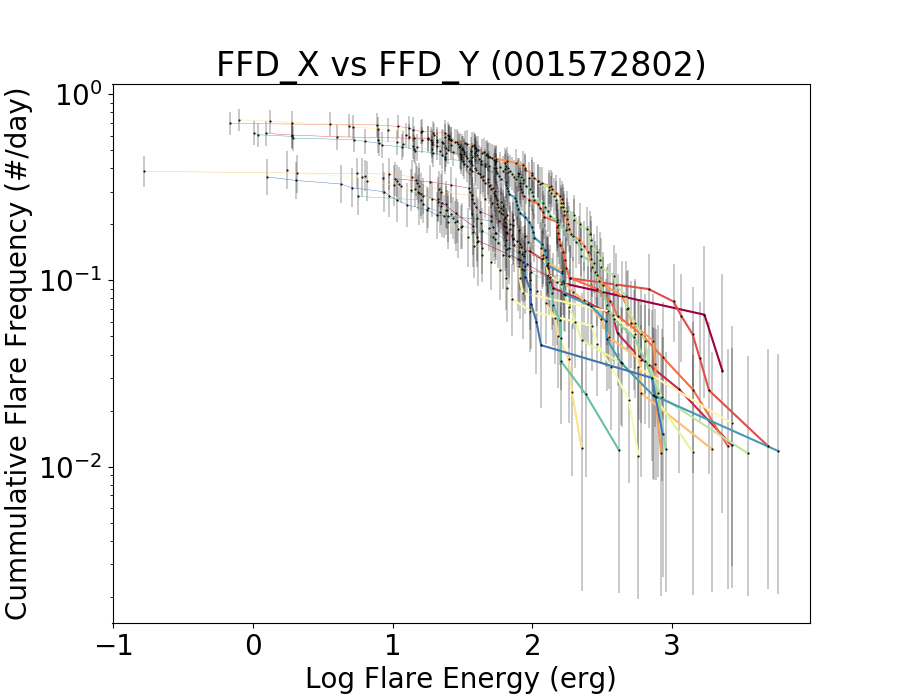 FFD_X vs FFD_Y (001572802)
Cummulative Flare Frequency (#/day)
10⁰
10⁻¹
10⁻²
−1 0 1 2 3
Log Flare Energy (erg)